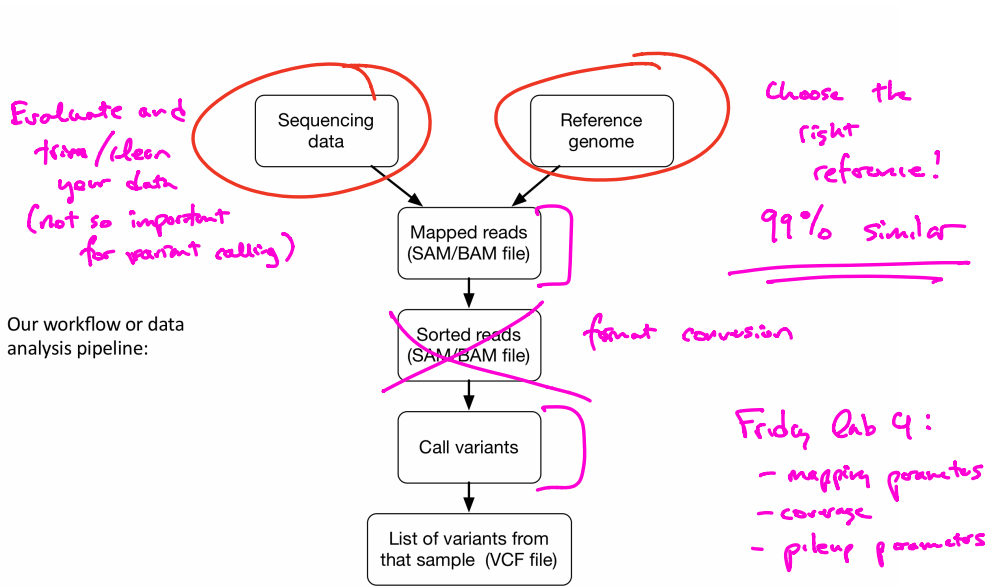 Evaluate and
trim/clean
your data
(not so important
for variant calling)
Sequencing
data
Reference
genome
Choose the
right
reference!
99% similar
Mapped reads
(SAM/BAM file)
Our workflow or data
analysis pipeline:
Sorted reads
(SAM/BAM file)
format conversion
Call variants
Friday lab 4:
- mapping parameters
- coverage
- pileup parameters
List of variants from
that sample (VCF file)